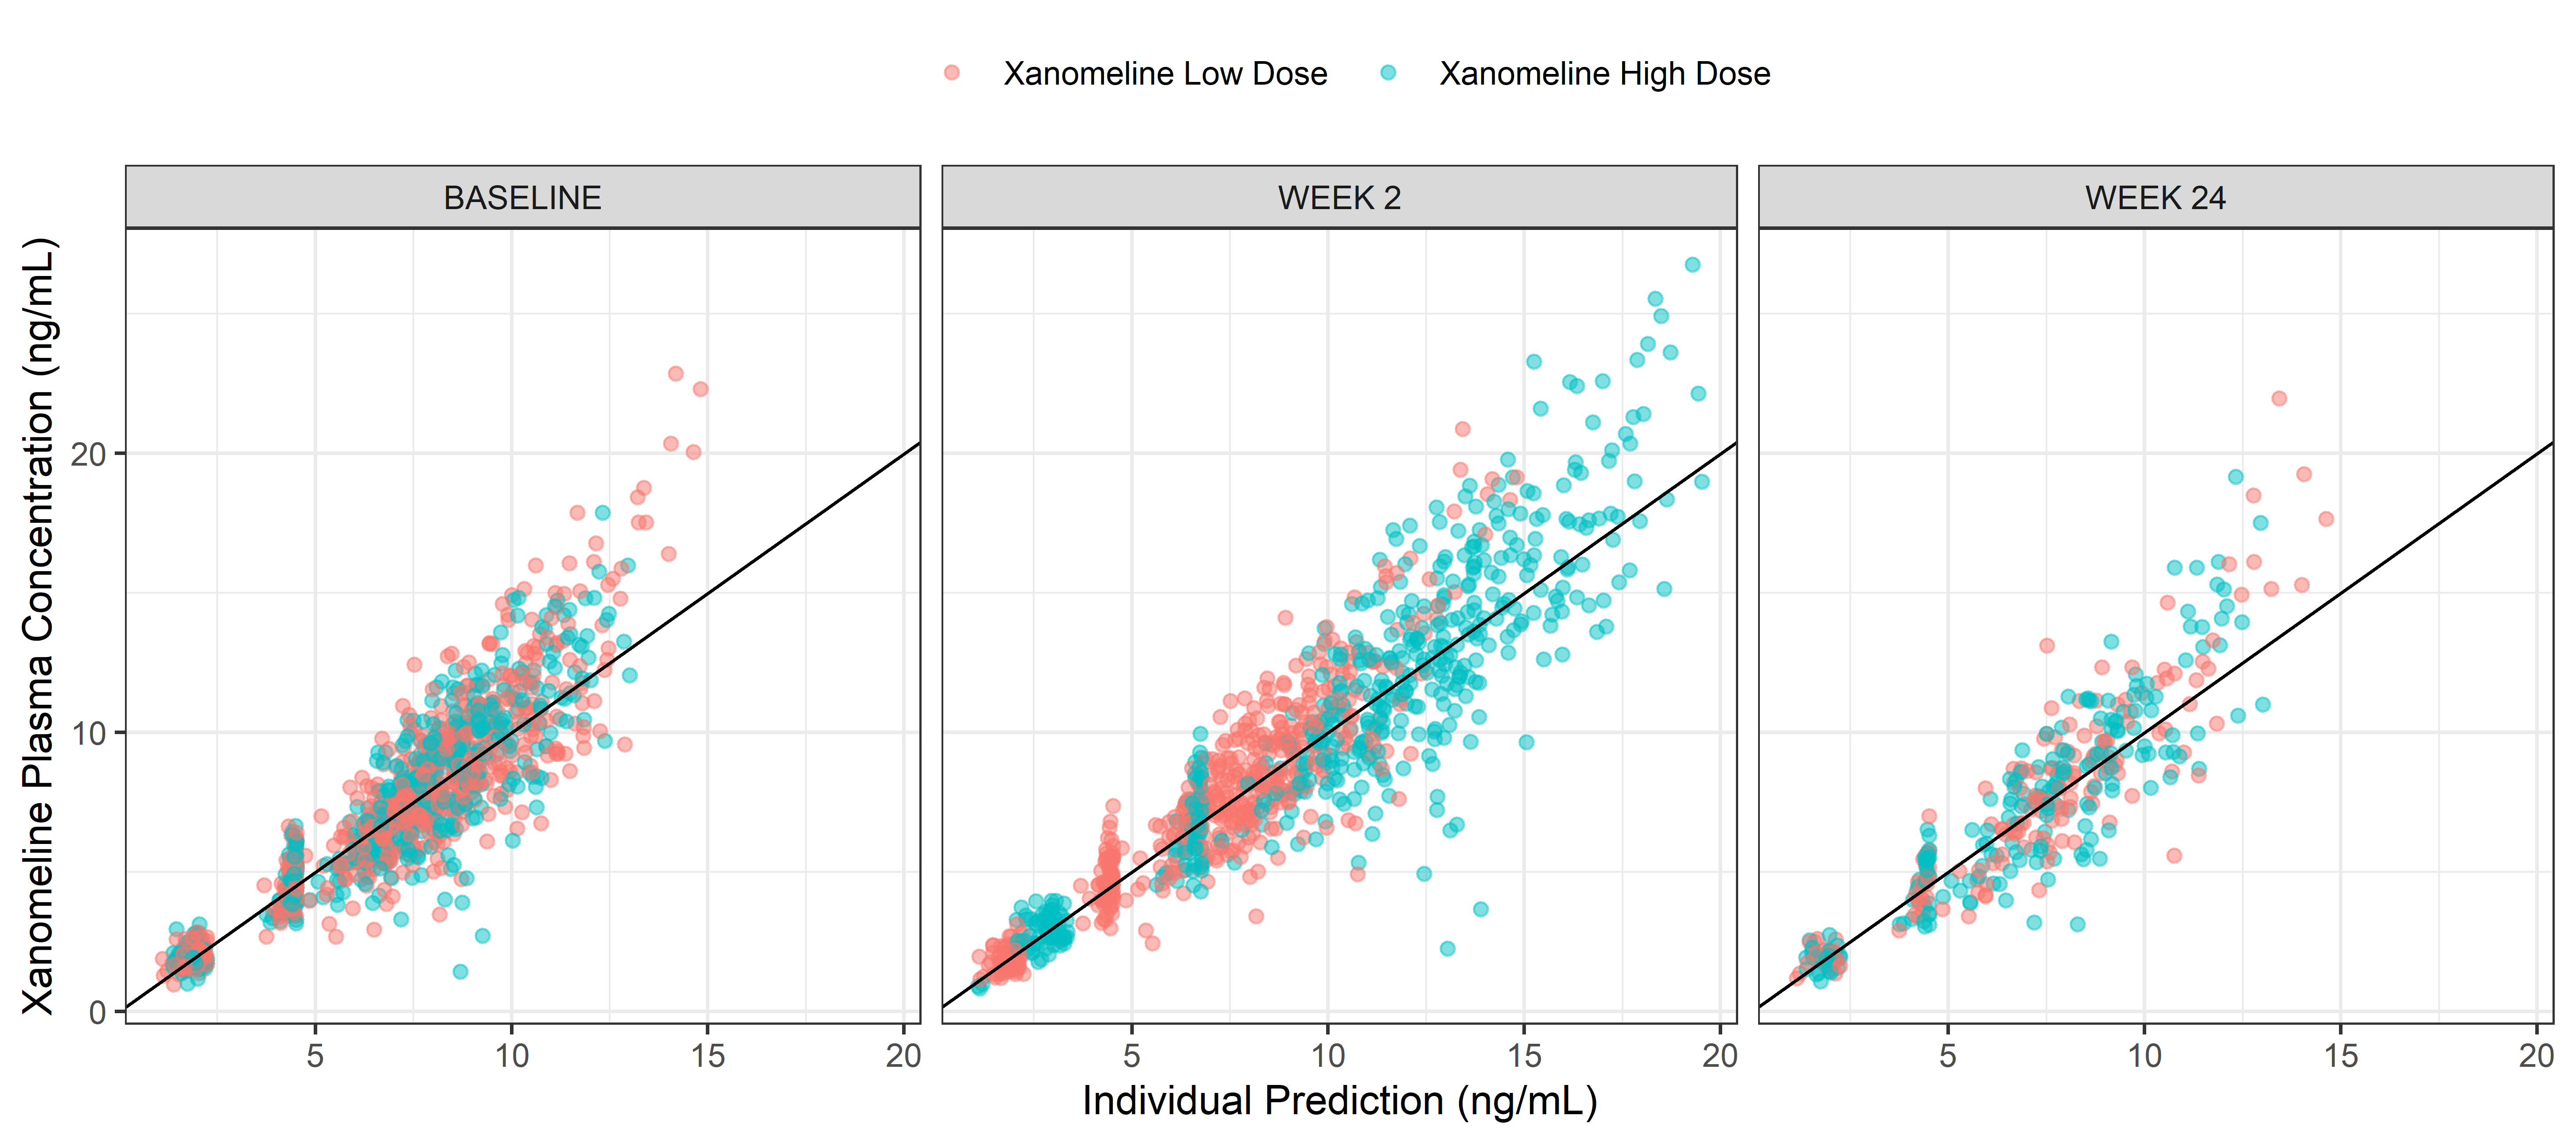 Xanomeline Low Dose Xanomeline High Dose
BASELINE WEEK 2 WEEK 24
Xanomeline Plasma Concentration (ng/mL)
20
10
0
5 10 15 20 5 10 15 20 5 10 15 20
Individual Prediction (ng/mL)